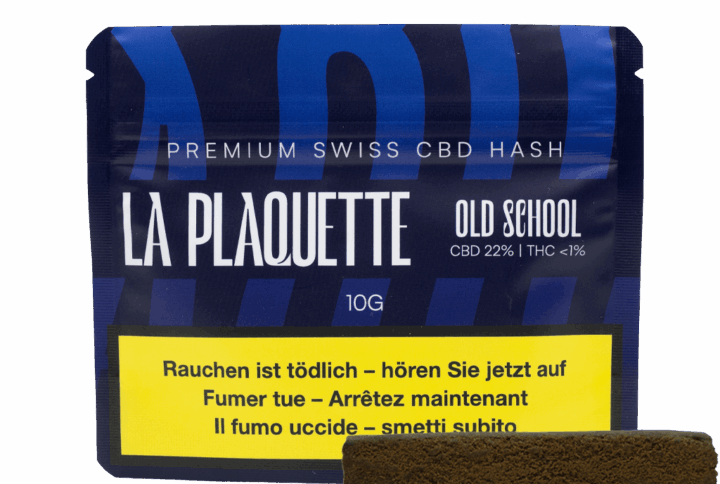 PREMIUM SWISS CBD HASH
LA PLAQUETTE
OLD SCHOOL
CBD 22% | THC <1%
10G
Rauchen ist tödlich – hören Sie jetzt auf
Fumer tue – Arrêtez maintenant
Il fumo uccide – smetti subito